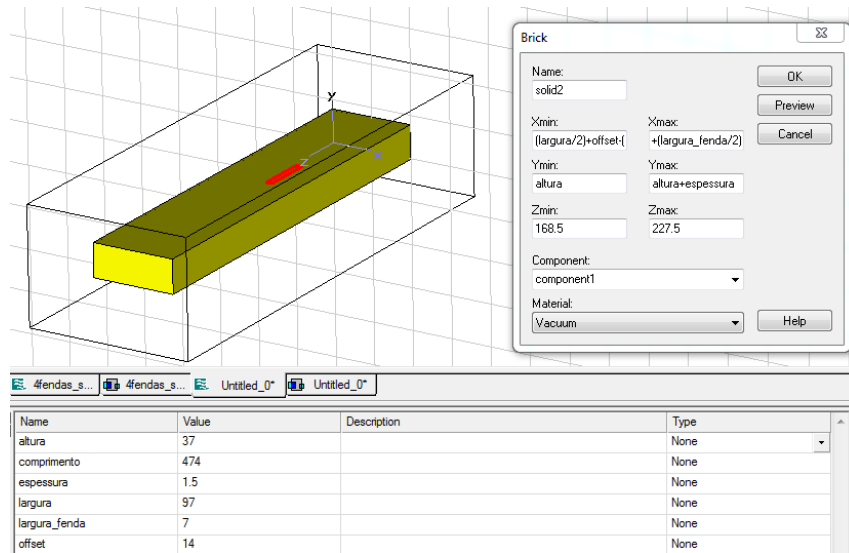 y
x
z
Brick
Name:
solid2
OK
Preview
Cancel
Xmin:
Xmax:
(largura/2)+offset-(
+(largura_fenda/2)
Ymin:
Ymax:
altura
altura+espessura
Zmin:
Zmax:
168.5
227.5
Component:
component1
Material:
Vacuum
Help
4fendas_s...
4fendas_s...
Untitled_0*
Untitled_0*
Name Value Description Type
altura 37 None
comprimento 474 None
espessura 1.5 None
largura 97 None
largura_fenda 7 None
offset 14 None